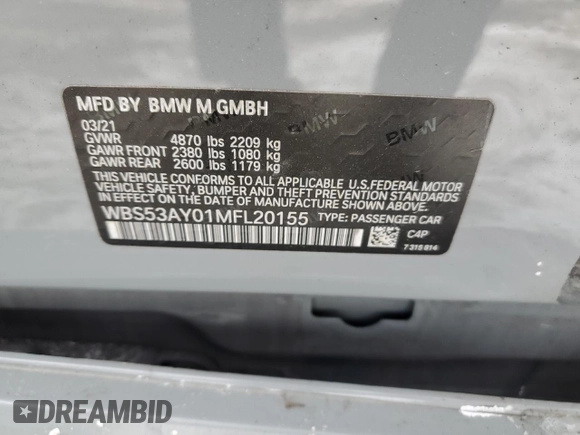 MFD BY BMW M GMBH
03/21
GVWR 4870 lbs 2209 kg
GAWR FRONT 2380 lbs 1080 kg
GAWR REAR 2600 lbs 1179 kg
THIS VEHICLE CONFORMS TO ALL APPLICABLE U.S.FEDERAL MOTOR
VEHICLE SAFETY, BUMPER AND THEFT PREVENTION STANDARDS
IN EFFECT ON THE DATE OF MANUFACTURE SHOWN ABOVE.
WBS53AY01MFL20155 TYPE: PASSENGER CAR
C4P
7318814
BMW
BMW
DREAMBID